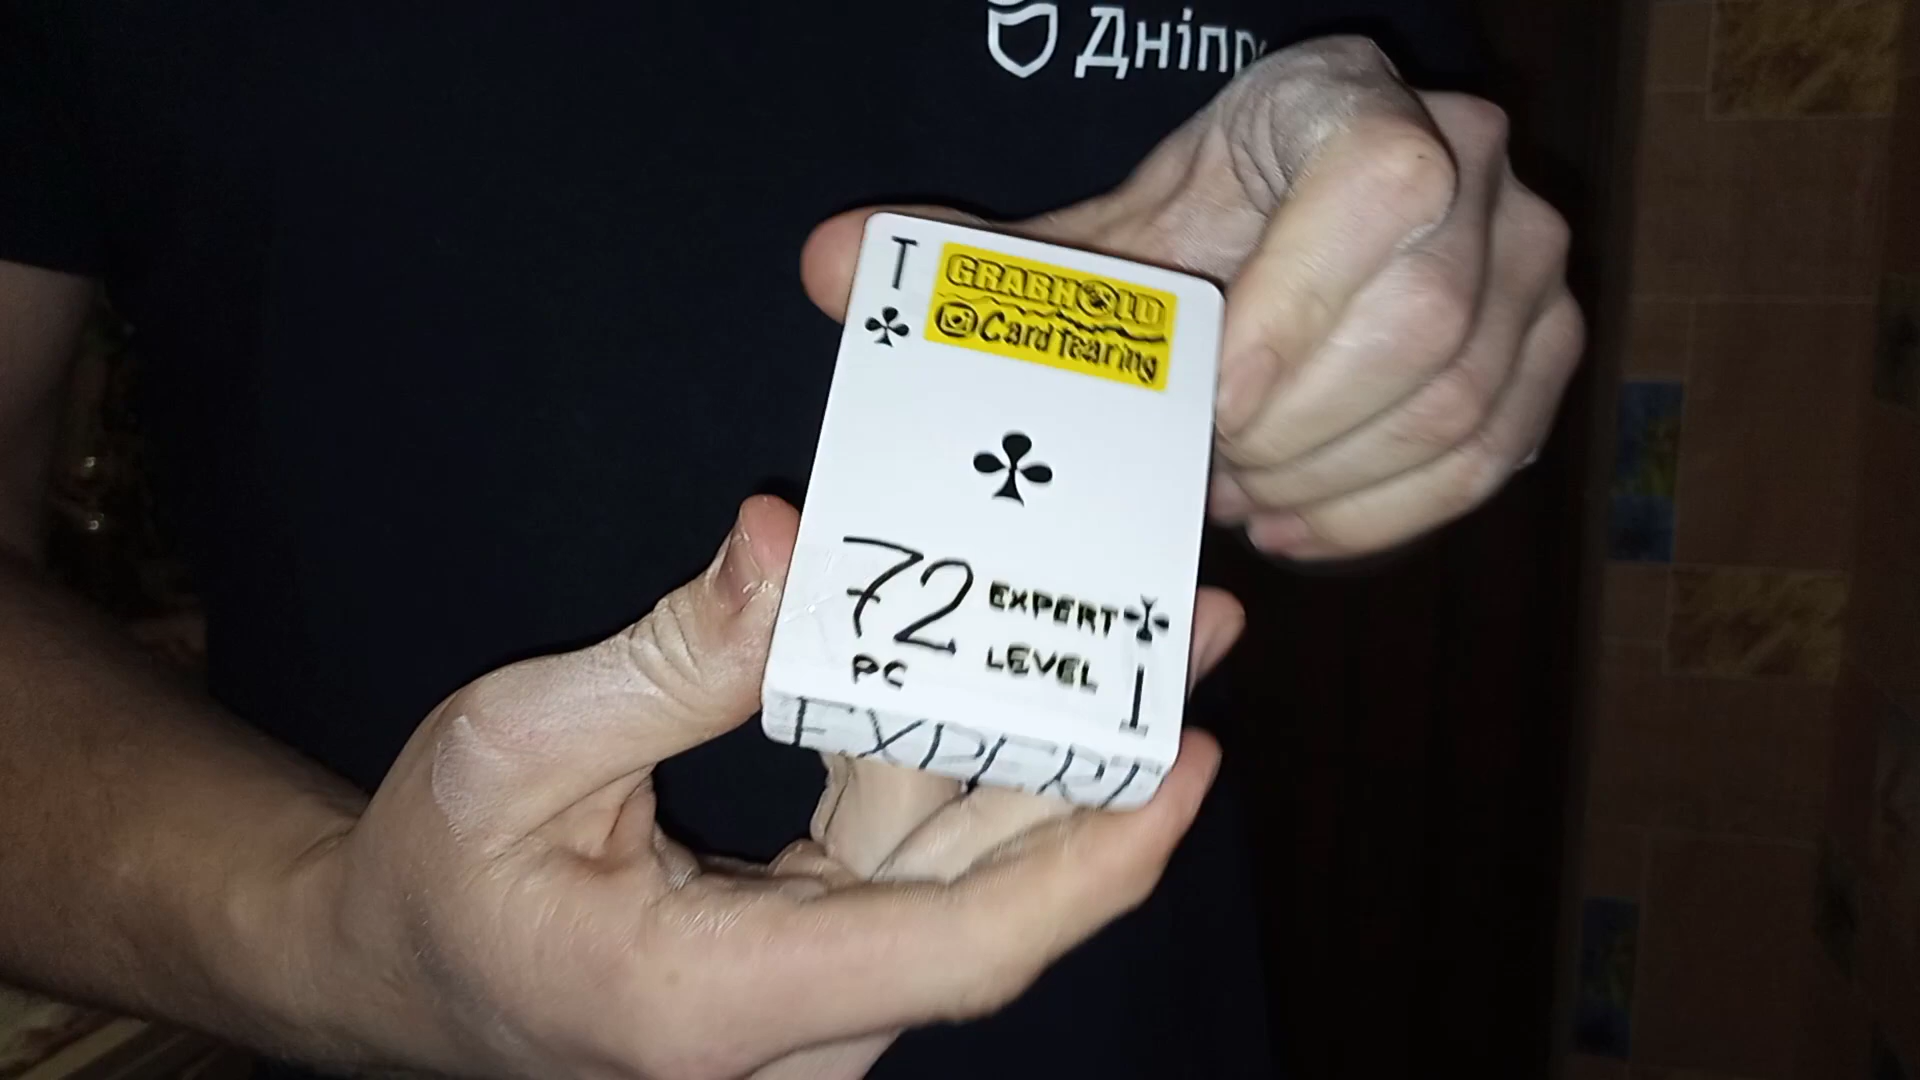 Дніпр
T
GRABHOLD
Card Tearing
72 EXPERT
PC LEVEL
T
EXPERT